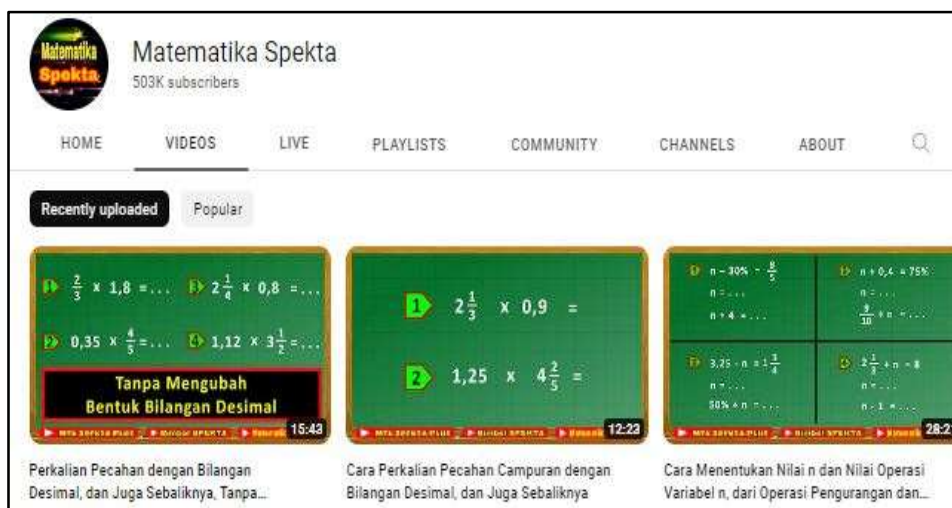 Matematika
Spekta
Matematika Spekta
503K subscribers
HOME VIDEOS LIVE PLAYLISTS COMMUNITY CHANNELS ABOUT
Recently uploaded Popular
1 2/3 x 1,8 =... 3 2 1/4 x 0,8 =...
2 0,35 x 4/5 =... 4 1,12 x 3 1/2 =...
Tanpa Mengubah
Bentuk Bilangan Desimal
15:43
Perkalian Pecahan dengan Bilangan
Desimal, dan Juga Sebaliknya, Tanpa...
1 2 1/3 x 0,9 =
2 1,25 x 4 2/5 =
12:23
Cara Perkalian Pecahan Campuran dengan
Bilangan Desimal, dan Juga Sebaliknya
n - 30% = 8/5
n = ...
n + 4 = ...
n + 0,4 = 75%
n = ...
9/10 + n = ...
3,25 - n = 1 3/4
n = ...
50% + n = ...
n = ...
n - 1 = ...
28:2
Cara Menentukan Nilai n dan Nilai Operasi
Variabel n, dari Operasi Pengurangan dan...